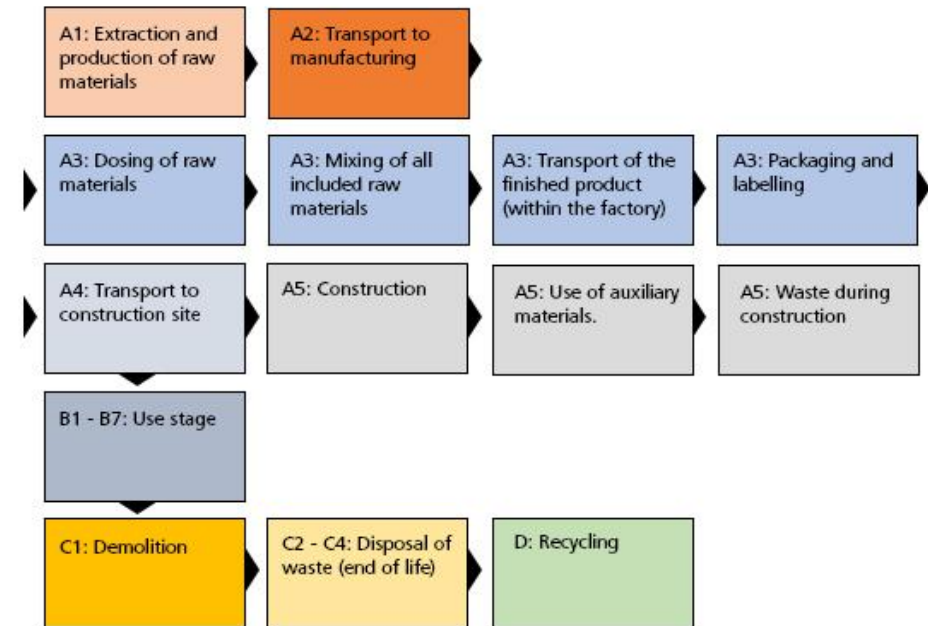 A1: Extraction and
production of raw
materials
A2: Transport to
manufacturing
A3: Dosing of raw
materials
A3: Mixing of all
included raw
materials
A3: Transport of the
finished product
(within the factory)
A3: Packaging and
labelling
A4: Transport to
construction site
A5: Construction
A5: Use of auxiliary
materials.
A5: Waste during
construction
B1 - B7: Use stage
C1: Demolition
C2 - C4: Disposal of
waste (end of life)
D: Recycling